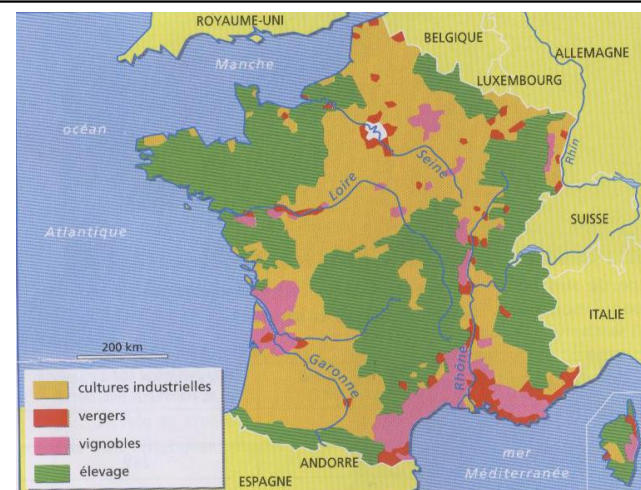 ROYAUME-UNI
BELGIQUE
Manche
ALLEMAGNE
LUXEMBOURG
océan
Seine
Rhin
Loire
SUISSE
Atlantique
ITALIE
200 km
Garonne
Rhône
cultures industrielles
vergers
vignobles
mer
Méditerranée
élevage
ANDORRE
ESPAGNE